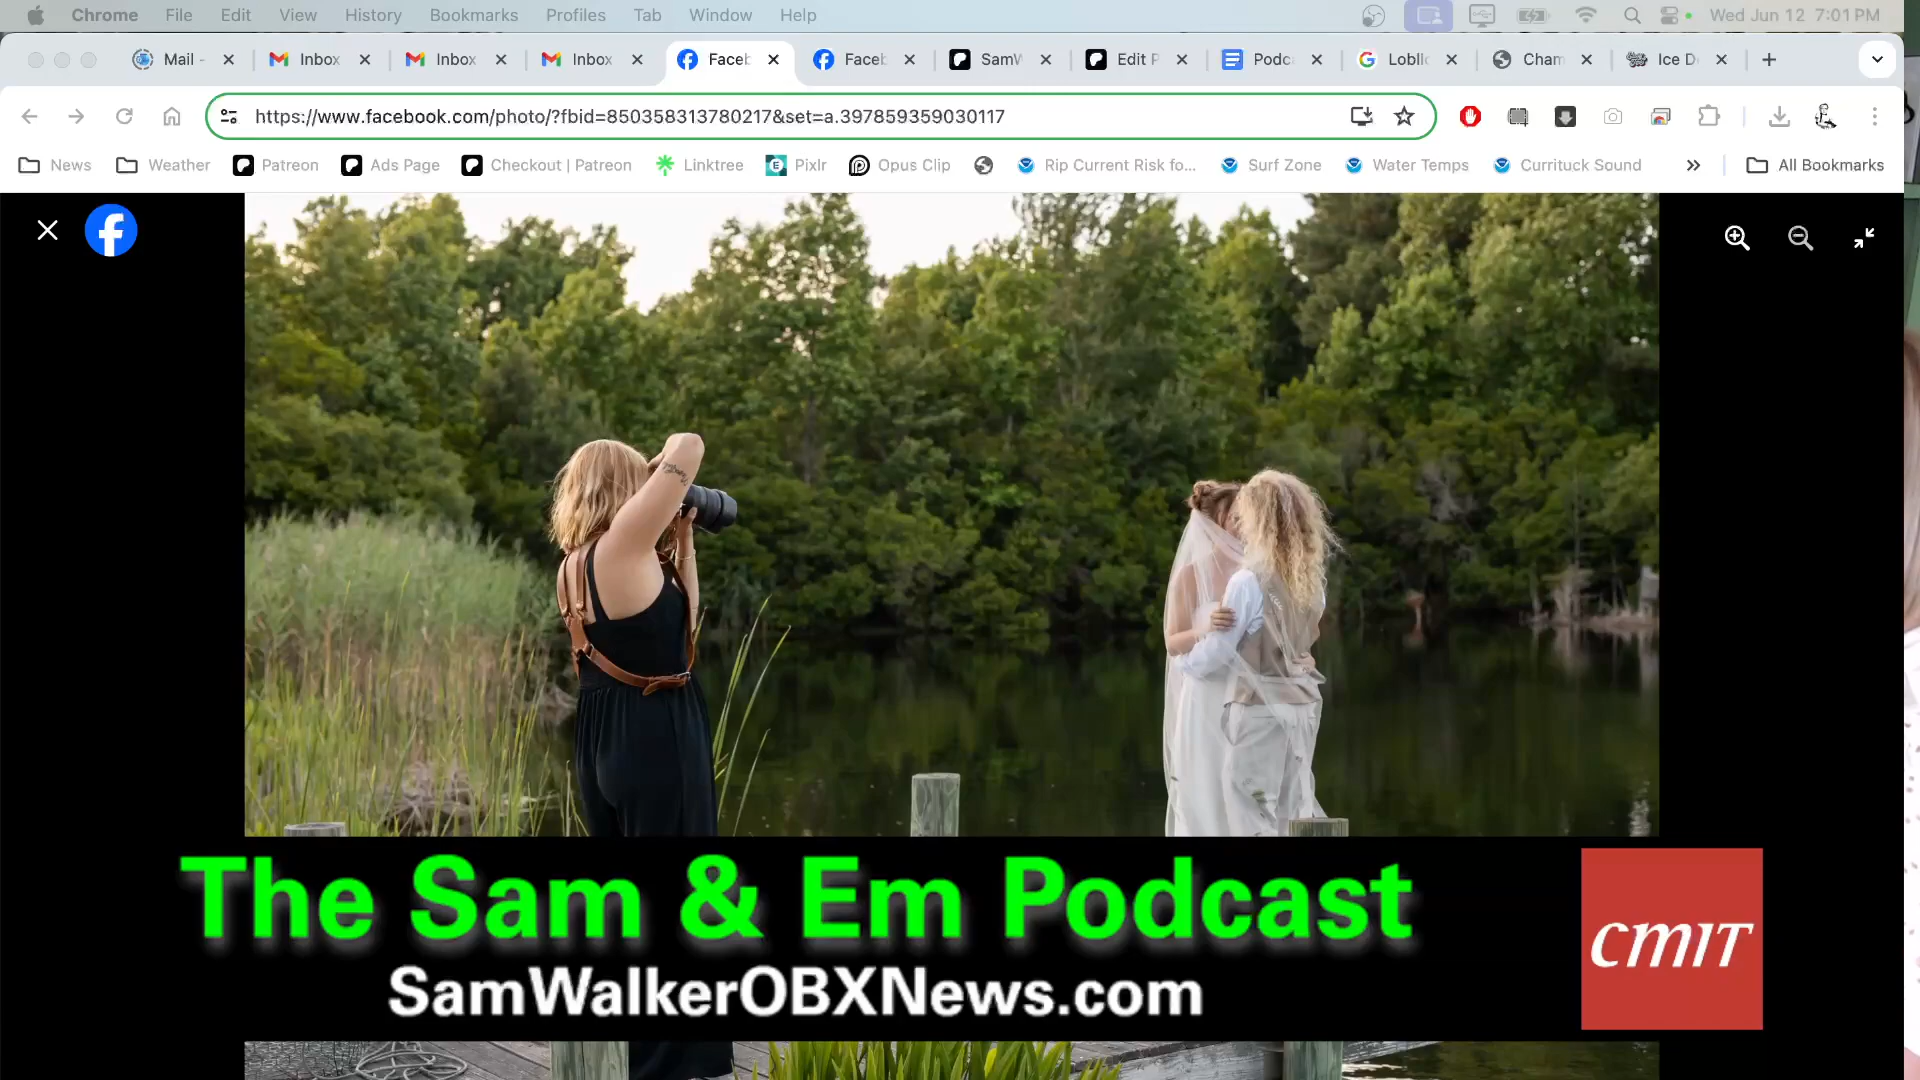 Chrome File Edit View History Bookmarks Profiles Tab Window Help Wed Jun 12 7:01PM
Mail - Inbox Inbox Inbox Faceb Faceb SamW Edit P Podc Loblo Cham Ice D
https://www.facebook.com/photo/?fbid=850358313780217&set=a.397859359030117
News Weather Patreon Ads Page Checkout | Patreon Linktree Pixlr Opus Clip Rip Current Risk fo... Surf Zone Water Temps Currituck Sound » All Bookmarks
The Sam & Em Podcast
CMIT
SamWalkerOBXNews.com